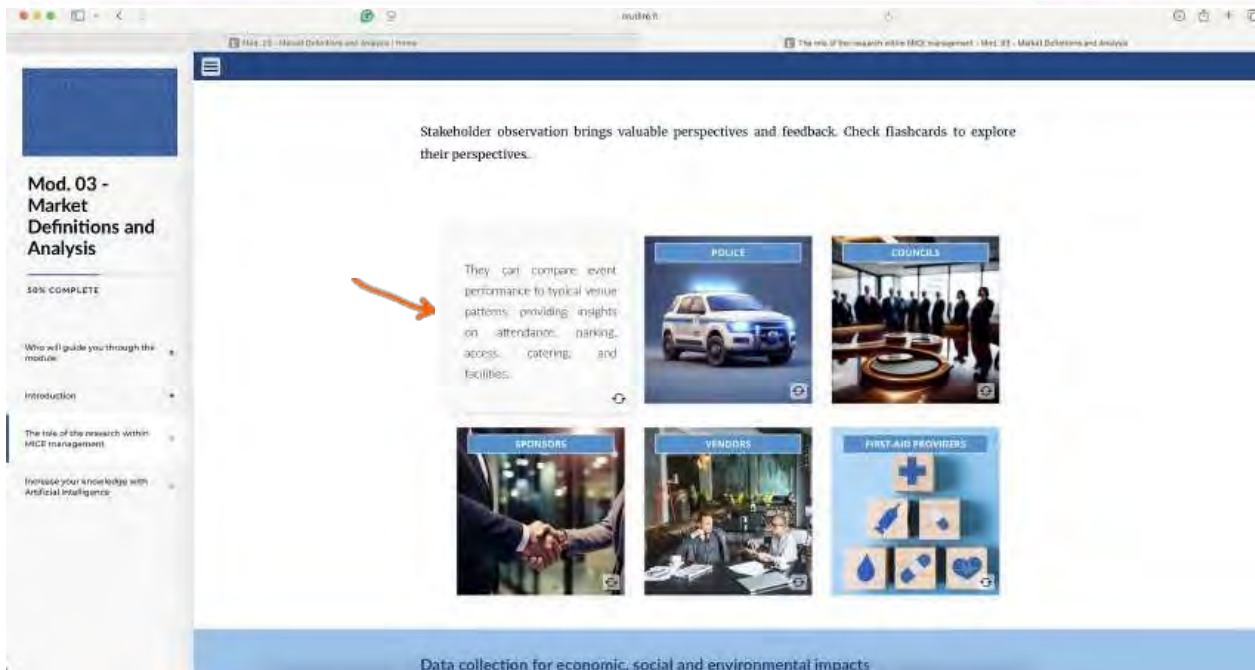 Mod. 03 - Market Definitions and Analysis | Home
The role of the research within MICE management - Mod. 03 - Market Definitions and Analysis
Stakeholder observation brings valuable perspectives and feedback. Check flashcards to explore
their perspectives.
Mod. 03 -
Market
Definitions and
Analysis
50% COMPLETE
Who will guide you through the
module
Introduction
The role of the research within
MICE management
Increase your knowledge with
Artifizial Intelligence
They can compare event
performance to typical venue
patterns, providing insights
on attendance, parking,
access, catering, and
facilities.
POLICE
COUNCILS
SPONSORS
VENDORS
FIRST-AID PROVIDERS
Data collection for economic, social and environmental impacts